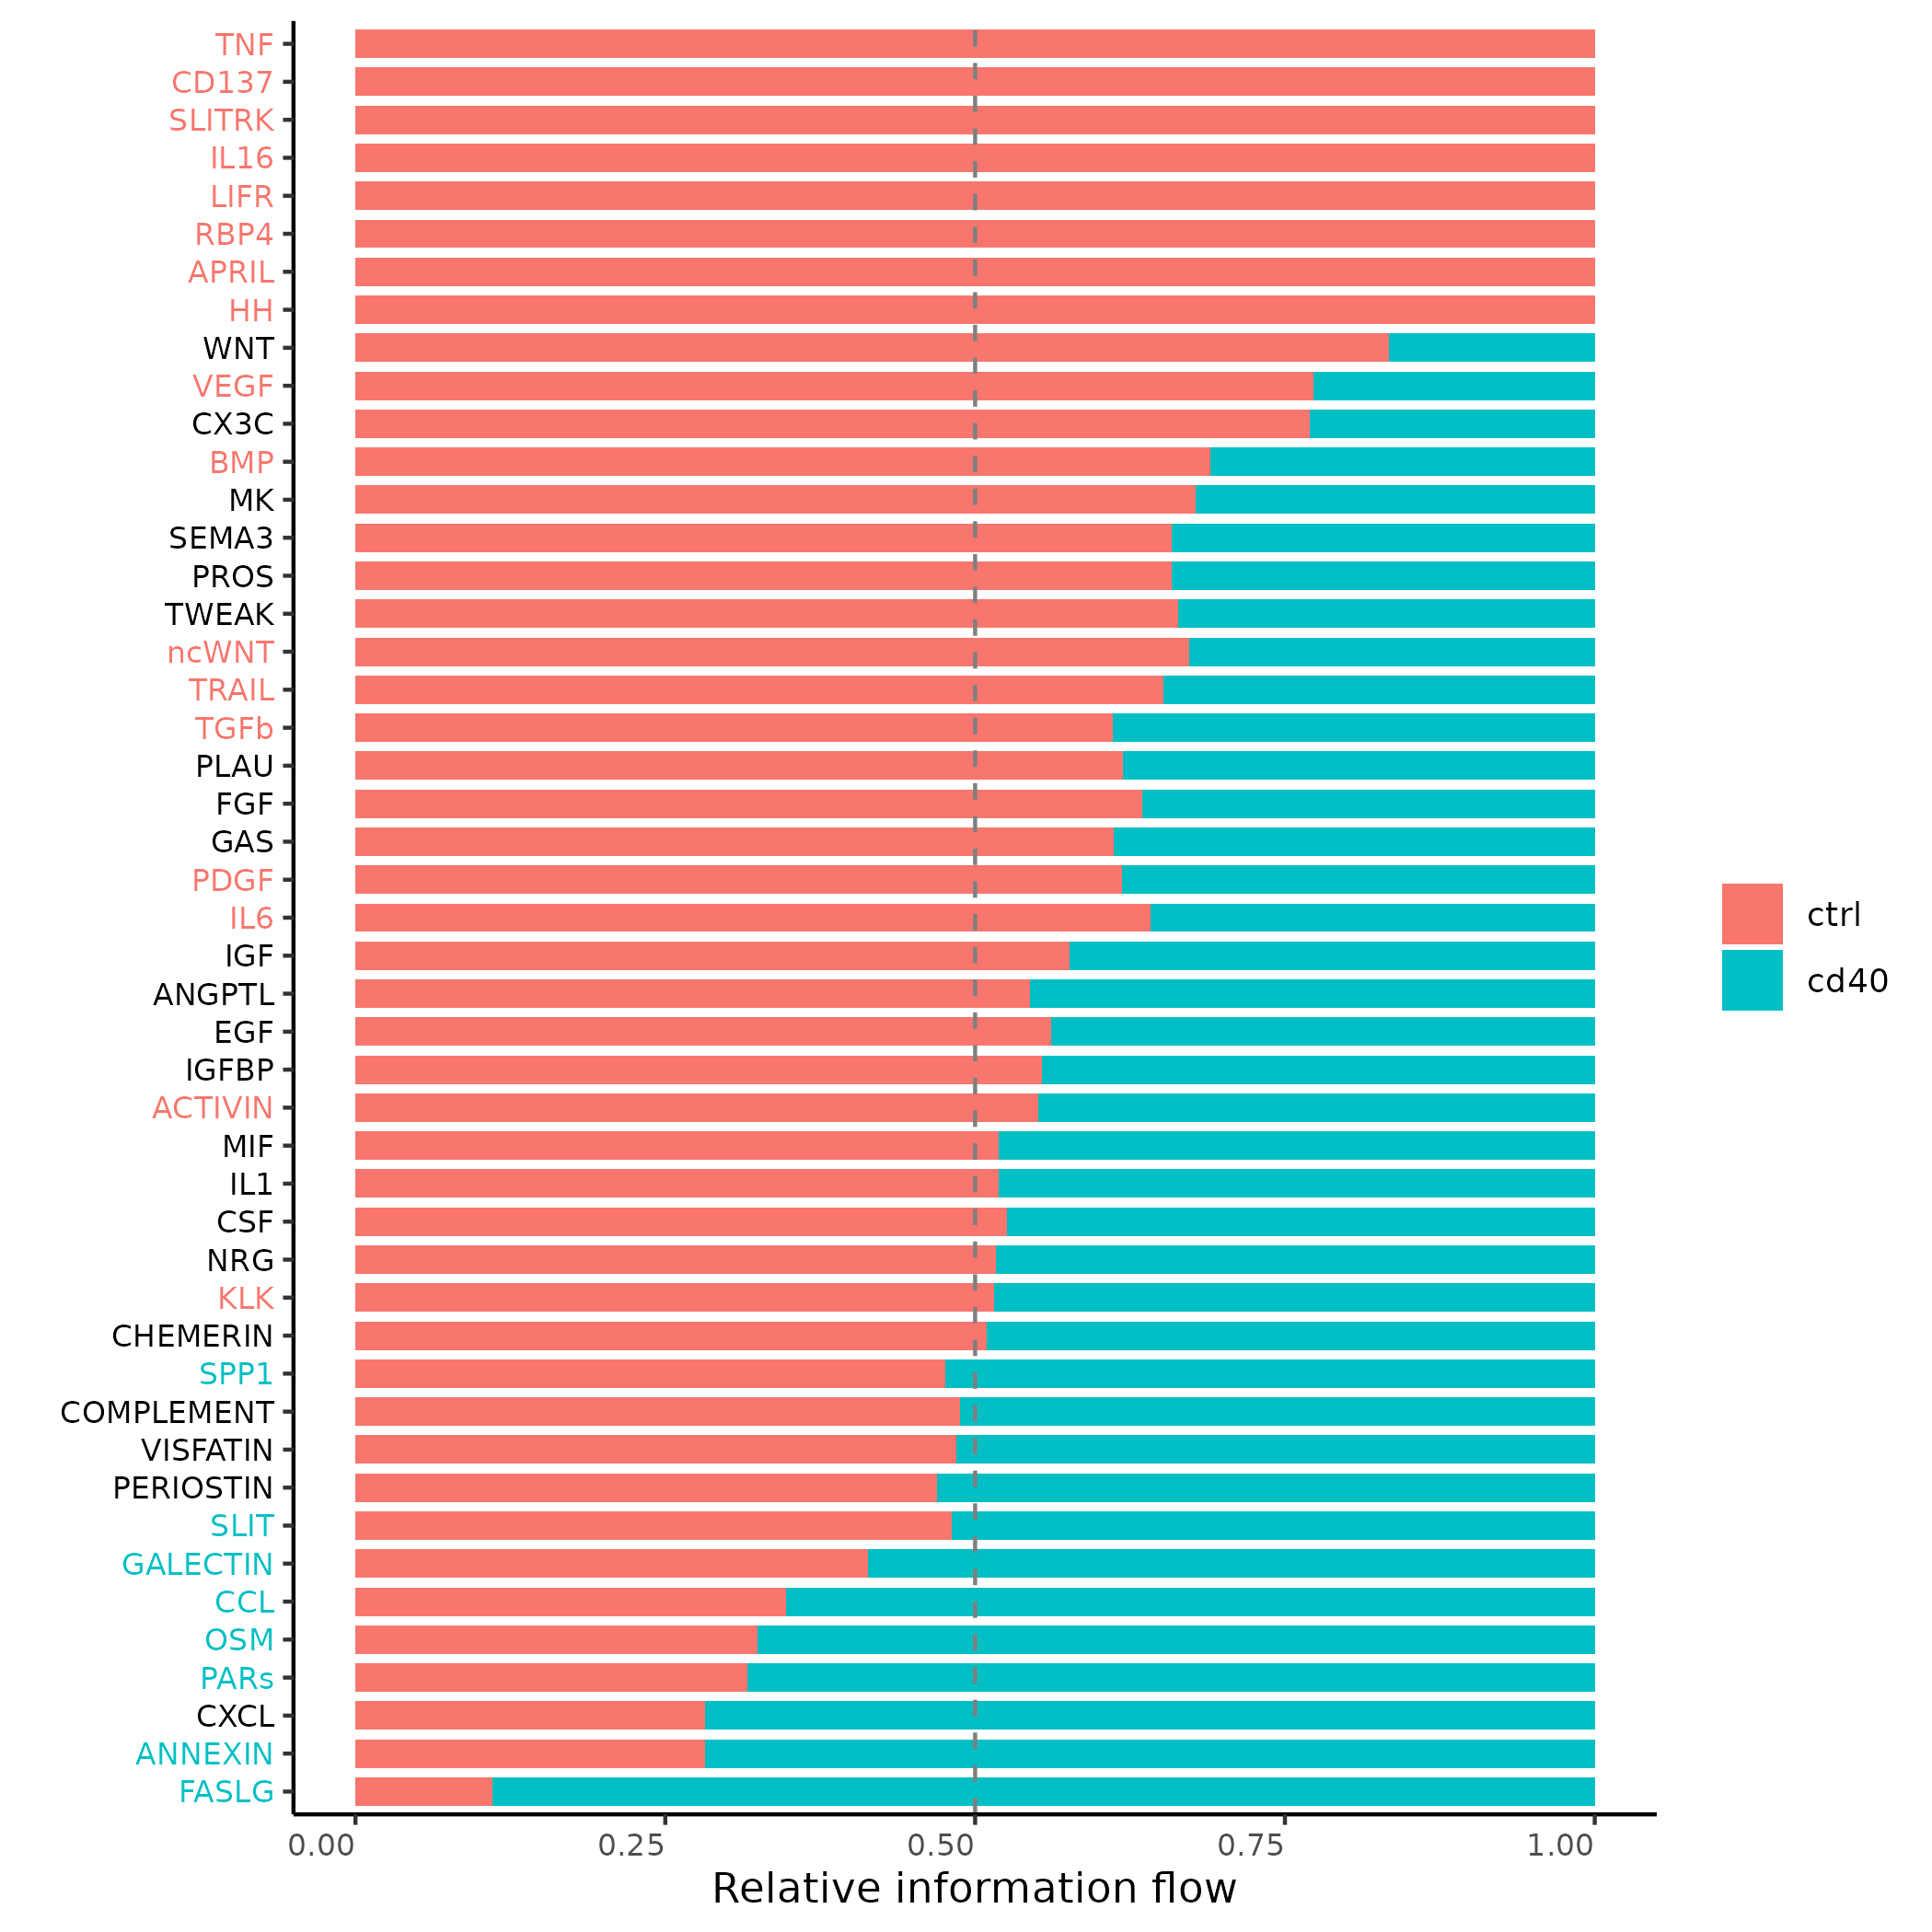 TNF
CD137
SLITRK
IL16
LIFR
RBP4
APRIL
HH
WNT
VEGF
CX3C
BMP
MK
SEMA3
PROS
TWEAK
ncWNT
TRAIL
TGFb
PLAU
FGF
GAS
PDGF
IL6
IGF
ANGPTL
EGF
IGFBP
ACTIVIN
MIF
IL1
CSF
NRG
KLK
CHEMERIN
SPP1
COMPLEMENT
VISFATIN
PERIOSTIN
SLIT
GALECTIN
CCL
OSM
PARs
CXCL
ANNEXIN
FASLG
0.00 0.25 0.50 0.75 1.00
Relative information flow
ctrl
cd40